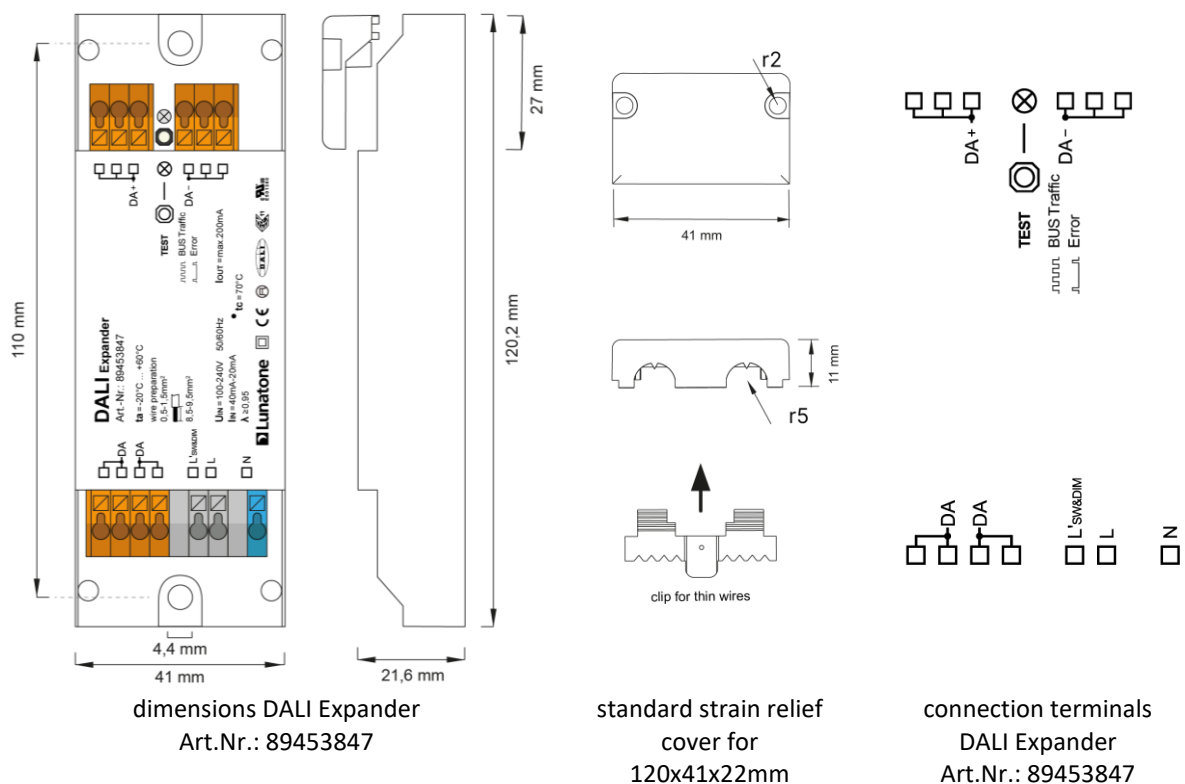 27 mm
110 mm
120,2 mm
DA+
DA-
TEST
BUS Traffic
Error
DALI Expander
Art.-Nr.: 89453847
ta = -20°C ... +60°C
wire preparation
0,5-1,5mm²
8,5-9,5mm²
UIN = 100-240V 50/60Hz
IIN = 40mA-20mA
λ ≥ 0,95
IOUT = max.200mA
tc = 70°C
Lunatone
CE
DALI
DA
DA
L'SW&DIM
L
N
4,4 mm
41 mm
21,6 mm
dimensions DALI Expander
Art.Nr.: 89453847
r2
41 mm
11 mm
r5
clip for thin wires
standard strain relief
cover for
120x41x22mm
DA+
DA-
TEST
BUS Traffic
Error
DA
DA
L'SW&DIM
L
N
connection terminals
DALI Expander
Art.Nr.: 89453847